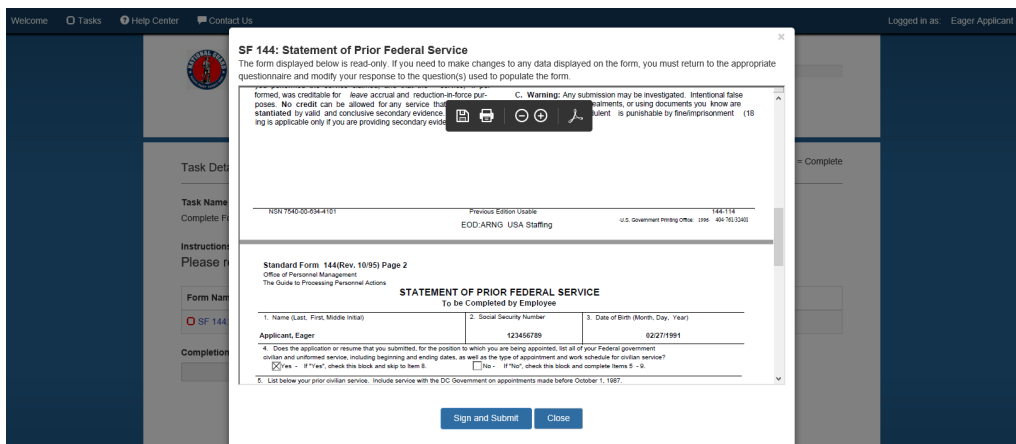 Welcome Tasks Help Center Contact Us Logged in as: Eager Applicant
NATIONAL GUARD
SF 144: Statement of Prior Federal Service
The form displayed below is read-only. If you need to make changes to any data displayed on the form, you must return to the appropriate
questionnaire and modify your response to the question(s) used to populate the form.
formed, was creditable for leave accrual and reduction-in-force pur-
poses. No credit can be allowed for any service that
stantiated by valid and conclusive secondary evidence.
ing is applicable only if you are providing secondary evide
C. Warning: Any submission may be investigated. Intentional false
ealments, or using documents you know are
dulent is punishable by fine/imprisonment (18
= Complete
Task Deta
Task Name
Complete Fo
Instructions
Please r
Form Nam
SF 144:
Completion
NSN 7540-00-634-4101 Previous Edition Usable 144-114
EOD:ARNG USA Staffing U.S. Government Printing Office: 1996 404-761/32401
Standard Form 144(Rev. 10/95) Page 2
Office of Personnel Management
The Guide to Processing Personnel Actions
STATEMENT OF PRIOR FEDERAL SERVICE
To be Completed by Employee
1. Name (Last, First, Middle Initial) 2. Social Security Number 3. Date of Birth (Month, Day, Year)
Applicant, Eager 123456789 02/27/1991
4. Does the application or resume that you submitted, for the position to which you are being appointed, list all of your Federal government
civilian and uniformed service, including beginning and ending dates, as well as the type of appointment and work schedule for civilian service?
Yes - If "Yes", check this block and skip to Item 8. No - If "No", check this block and complete Items 5 - 9.
5. List below your prior civilian service. Include service with the DC Government on appointments made before October 1, 1987.
Sign and Submit Close